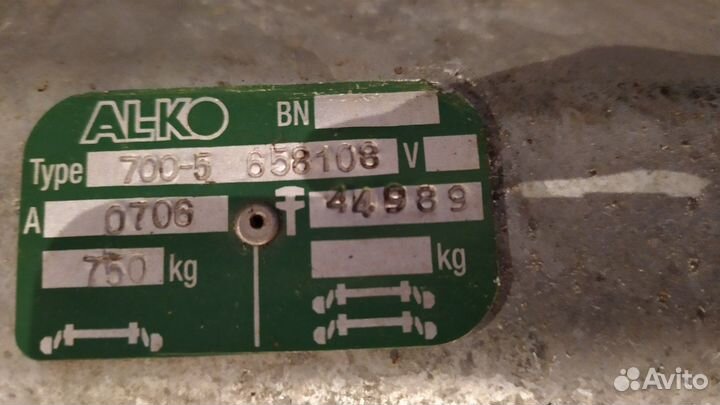 AL-KO
BN
Type 700-5 658108 V
A 0706 44989
750 kg kg
Avito